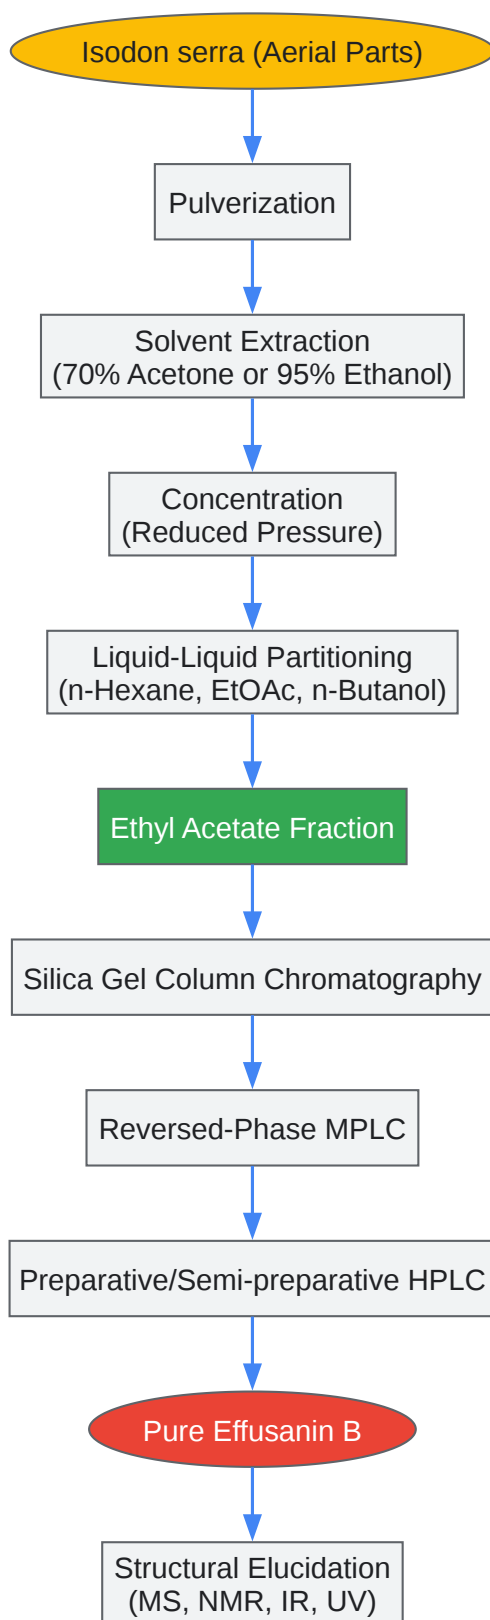 Isodon serra (Aerial Parts)
Pulverization
Solvent Extraction
(70% Acetone or 95% Ethanol)
Concentration
(Reduced Pressure)
Liquid-Liquid Partitioning
(n-Hexane, EtOAc, n-Butanol)
Ethyl Acetate Fraction
Silica Gel Column Chromatography
Reversed-Phase MPLC
Preparative/Semi-preparative HPLC
Pure Effusanin B
Structural Elucidation
(MS, NMR, IR, UV)